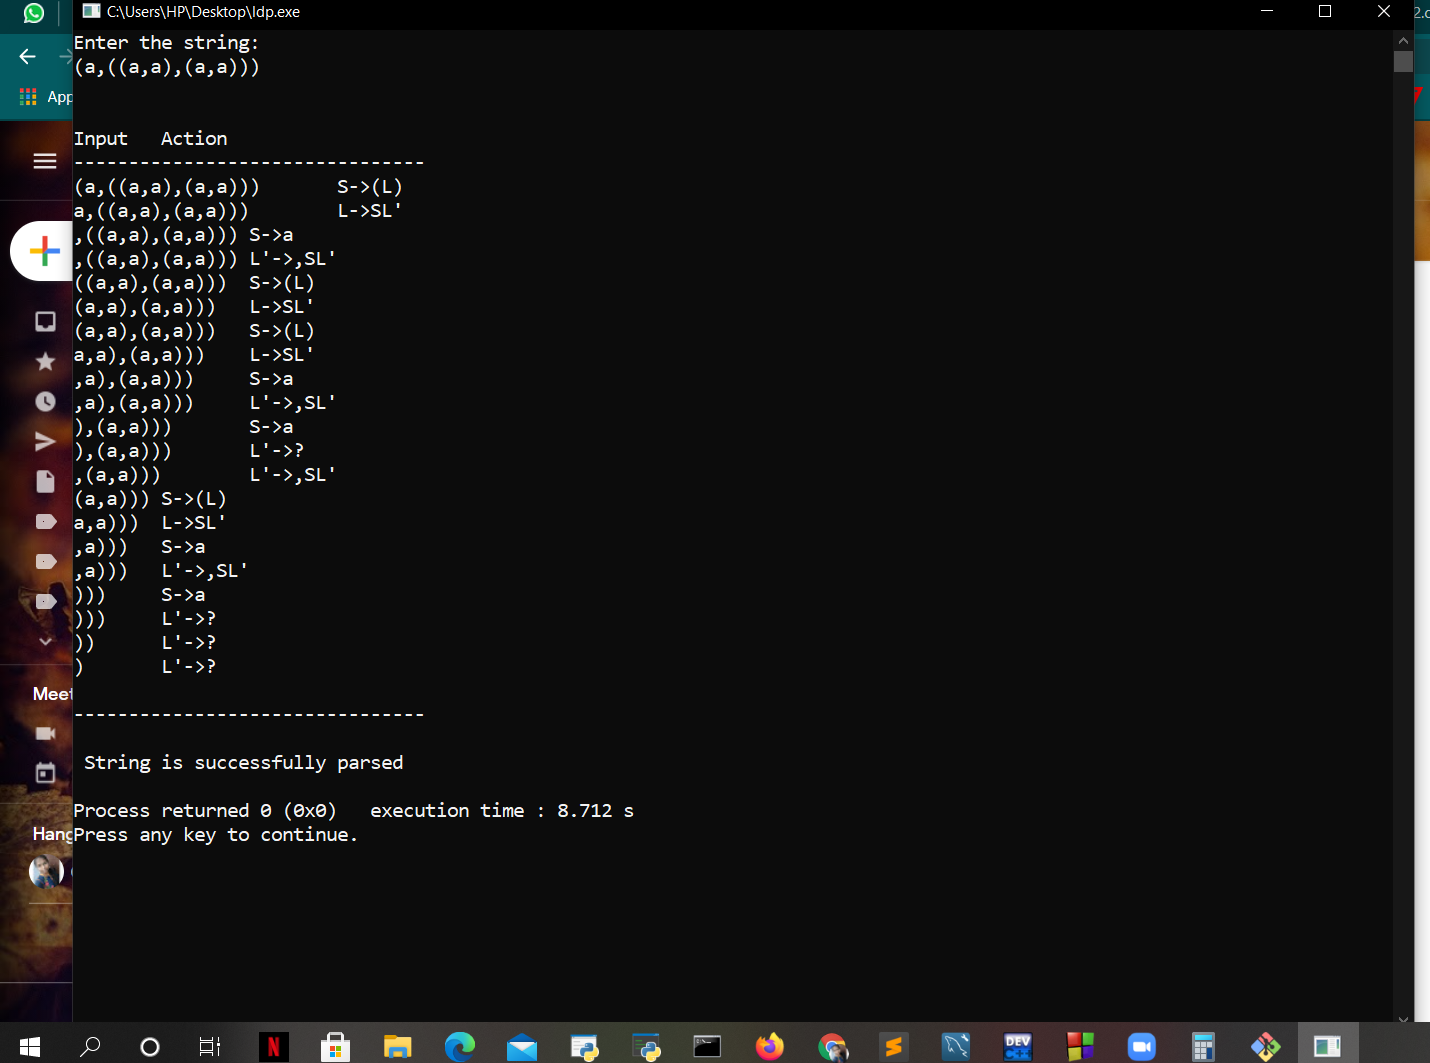 C:\Users\HP\Desktop\ldp.exe
Enter the string:
(a,((a,a),(a,a)))
App
Input   Action
--------------------------------
(a,((a,a),(a,a)))       S->(L)
a,((a,a),(a,a)))        L->SL'
,((a,a),(a,a))) S->a
,((a,a),(a,a))) L'->,SL'
((a,a),(a,a)))  S->(L)
(a,a),(a,a)))   L->SL'
(a,a),(a,a)))   S->(L)
a,a),(a,a)))    L->SL'
,a),(a,a)))     S->a
,a),(a,a)))     L'->,SL'
),(a,a)))       S->a
),(a,a)))       L'->?
,(a,a)))        L'->,SL'
(a,a))) S->(L)
a,a)))  L->SL'
,a)))   S->a
,a)))   L'->,SL'
)))     S->a
)))     L'->?
))      L'->?
)       L'->?
Meet
--------------------------------
String is successfully parsed
Process returned 0 (0x0)   execution time : 8.712 s
Hang
Press any key to continue.
N
DEV
C++